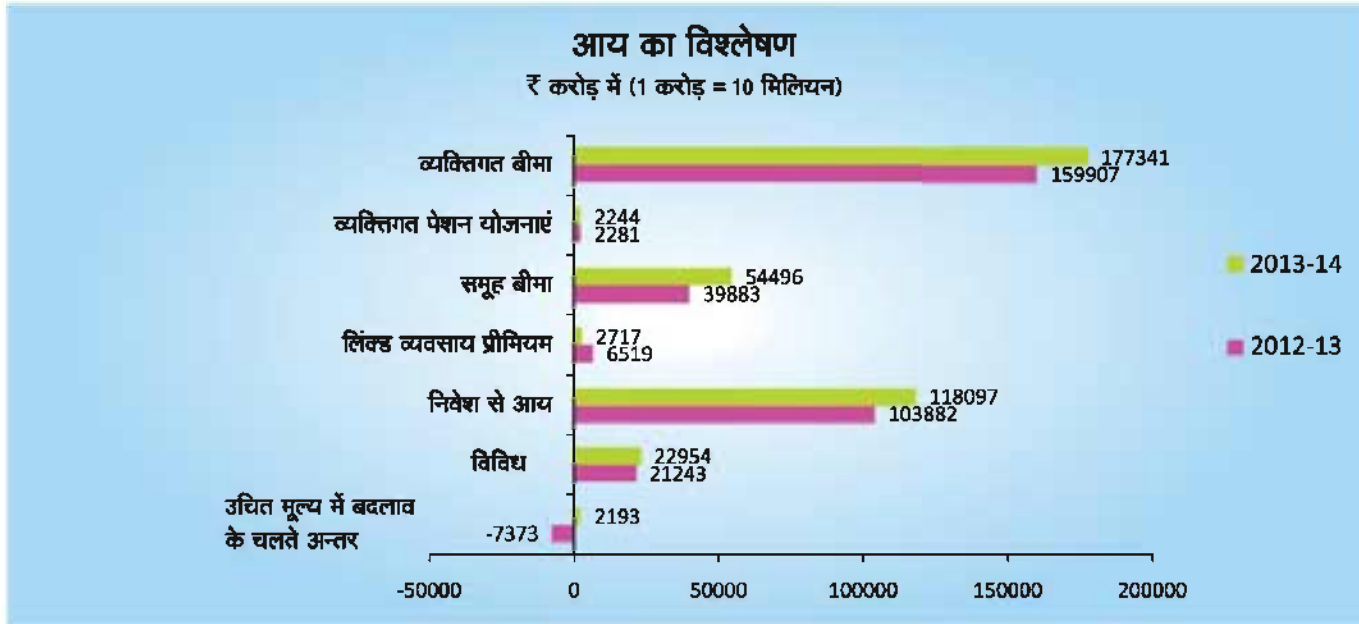 आय का विश्लेषण
₹ करोड़ में (1 करोड़ = 10 मिलियन)
व्यक्तिगत बीमा
177341
159907
व्यक्तिगत पेशन योजनाएं
2244
2281
समूह बीमा
54496
39883
लिंक्ड व्यवसाय प्रीमियम
2717
6519
निवेश से आय
118097
103882
विविध
22954
21243
उचित मूल्य में बदलाव
के चलते अन्तर
2193
-7373
-50000 0 50000 100000 150000 200000
2013-14
2012-13